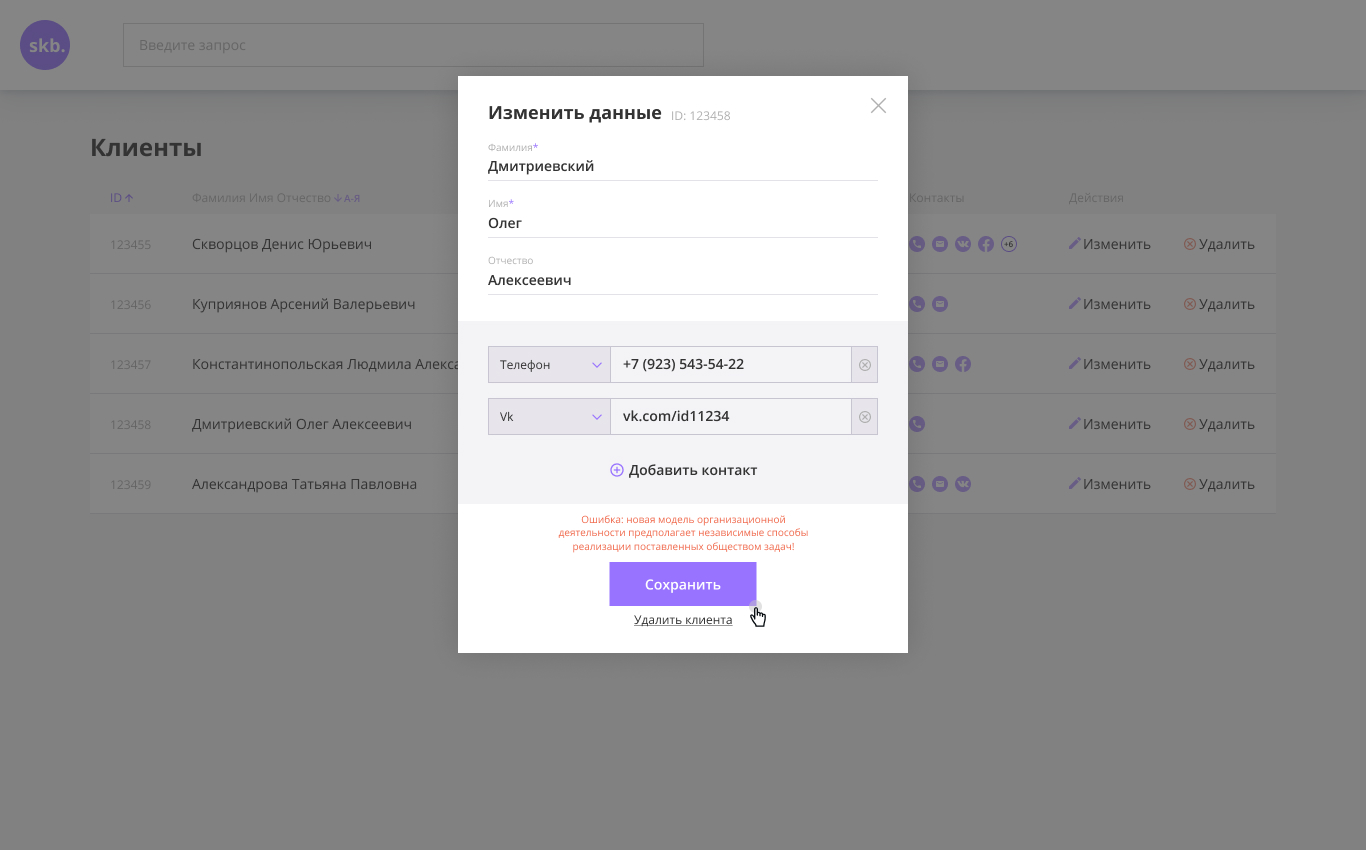 skb.
Введите запрос
Клиенты
ID Фамилия Имя Отчество А-Я Контакты Действия
123455 Скворцов Денис Юрьевич +6 Изменить Удалить
123456 Куприянов Арсений Валерьевич Изменить Удалить
123457 Константинопольская Людмила Алекса Изменить Удалить
123458 Дмитриевский Олег Алексеевич Изменить Удалить
123459 Александрова Татьяна Павловна Изменить Удалить
Изменить данные ID: 123458
Фамилия*
Дмитриевский
Имя*
Олег
Отчество
Алексеевич
Телефон +7 (923) 543-54-22
Vk vk.com/id11234
Добавить контакт
Ошибка: новая модель организационной
деятельности предполагает независимые способы
реализации поставленных обществом задач!
Сохранить
Удалить клиента